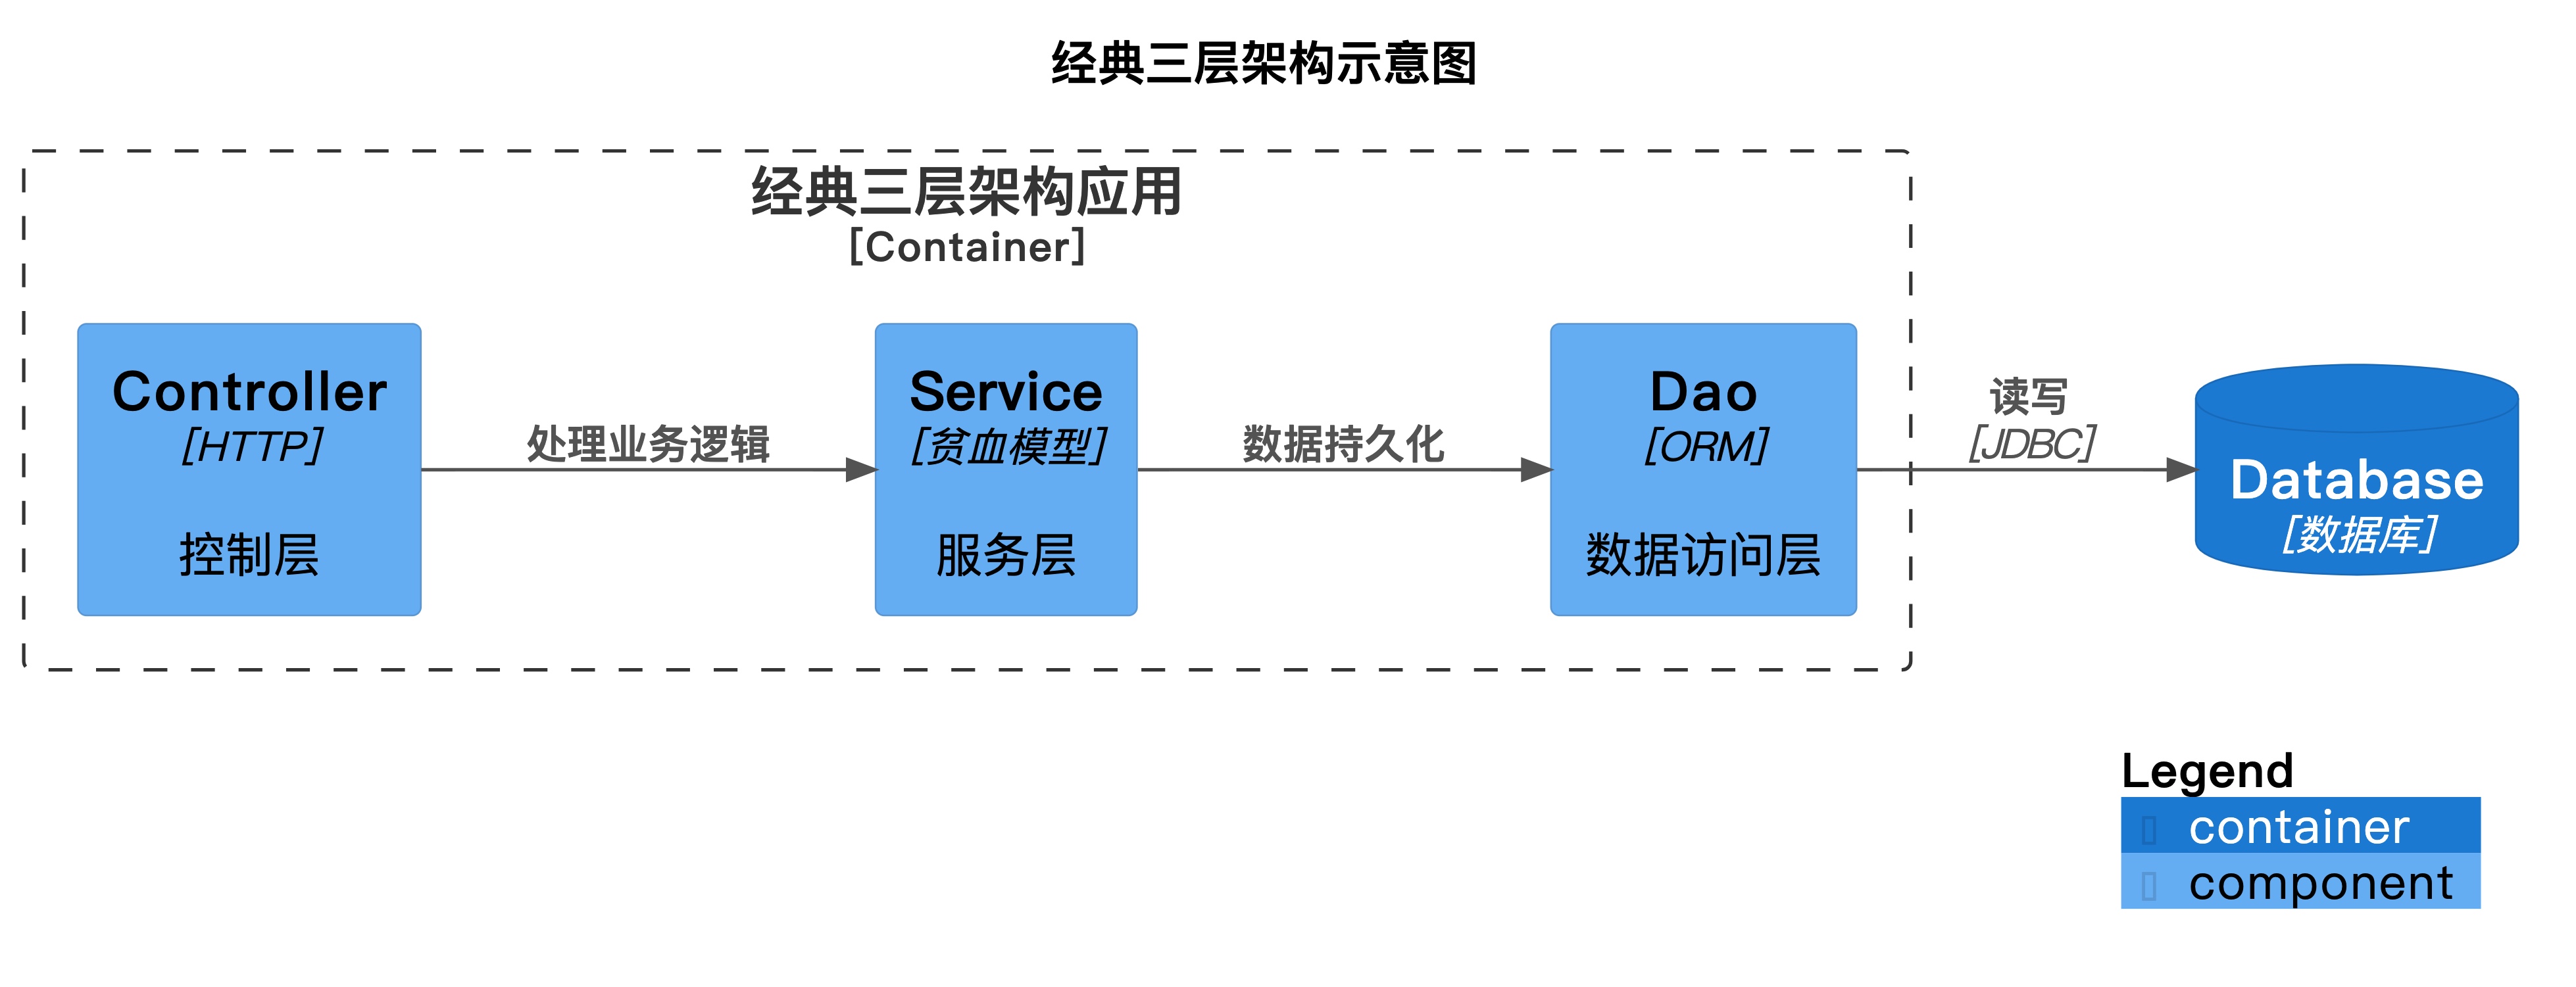 经典三层架构示意图
经典三层架构应用
[Container]
Controller
[HTTP]
控制层
处理业务逻辑
Service
[贫血模型]
服务层
数据持久化
Dao
[ORM]
数据访问层
读写
[JDBC]
Database
[数据库]
Legend
container
component